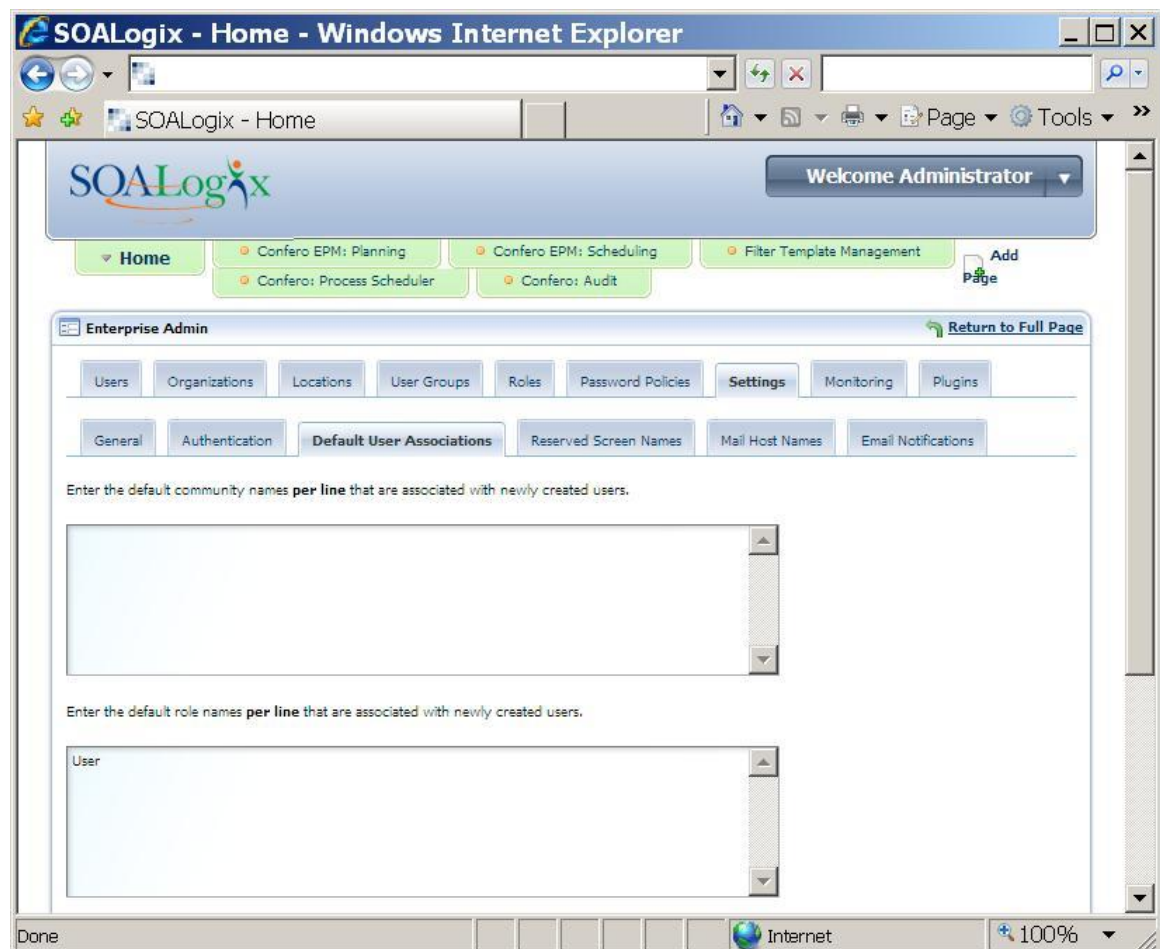 SOALogix - Home - Windows Internet Explorer
SOALogix - Home
Page Tools »
SOALogix
Welcome Administrator
Home
Confero EPM: Planning
Confero EPM: Scheduling
Filter Template Management
Add Page
Confero: Process Scheduler
Confero: Audit
Enterprise Admin
Return to Full Page
Users Organizations Locations User Groups Roles Password Policies Settings Monitoring Plugins
General Authentication Default User Associations Reserved Screen Names Mail Host Names Email Notifications
Enter the default community names per line that are associated with newly created users.
Enter the default role names per line that are associated with newly created users.
User
Done Internet 100%